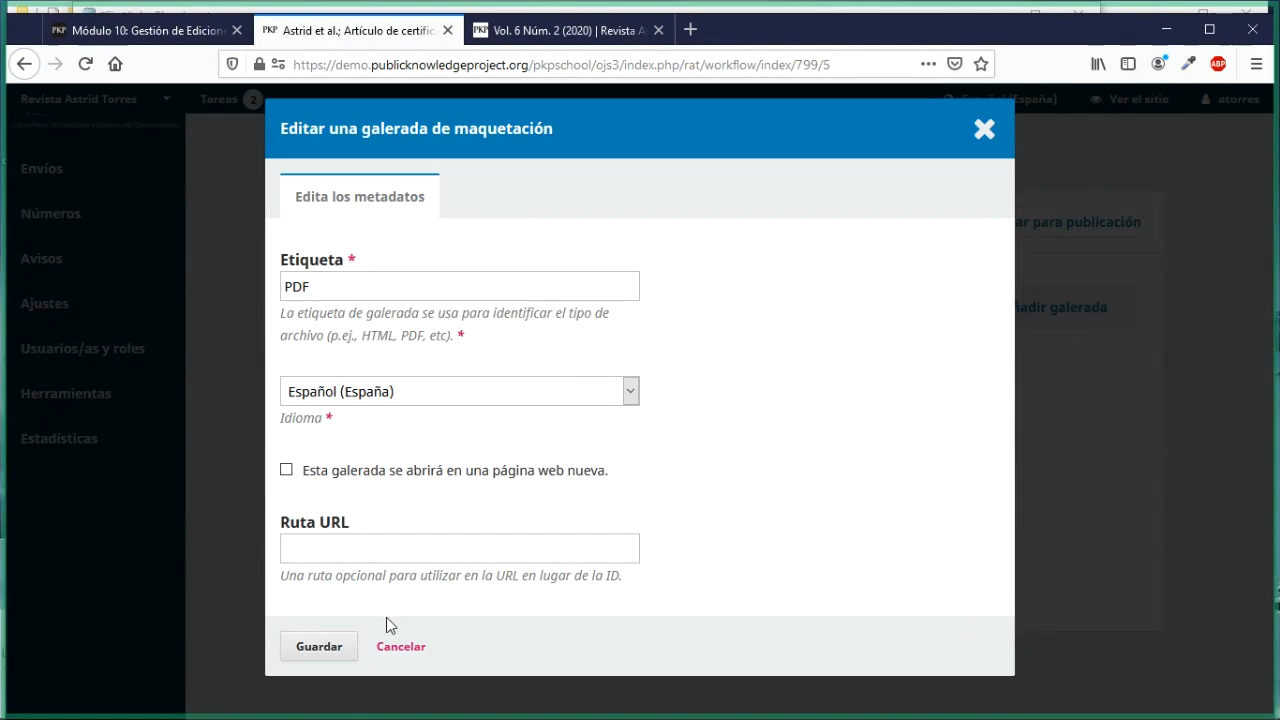 Módulo 10: Gestión de Edicione
Astrid et al.; Artículo de certific
Vol. 6 Núm. 2 (2020) | Revista A
https://demo.publicknowledgeproject.org/pkpschool/ojs3/index.php/rat/workflow/index/799/5
ABP
Revista Astrid Torres
Tareas 2
Español (España)
Ver el sitio
atorres
Envíos
Números
Avisos
Ajustes
Usuarios/as y roles
Herramientas
Estadísticas
Editar una galerada de maquetación
Edita los metadatos
ar para publicación
ñadir galerada
Etiqueta *
PDF
La etiqueta de galerada se usa para identificar el tipo de
archivo (p.ej., HTML, PDF, etc). *
Español (España)
Idioma *
Esta galerada se abrirá en una página web nueva.
Ruta URL
Una ruta opcional para utilizar en la URL en lugar de la ID.
Guardar
Cancelar